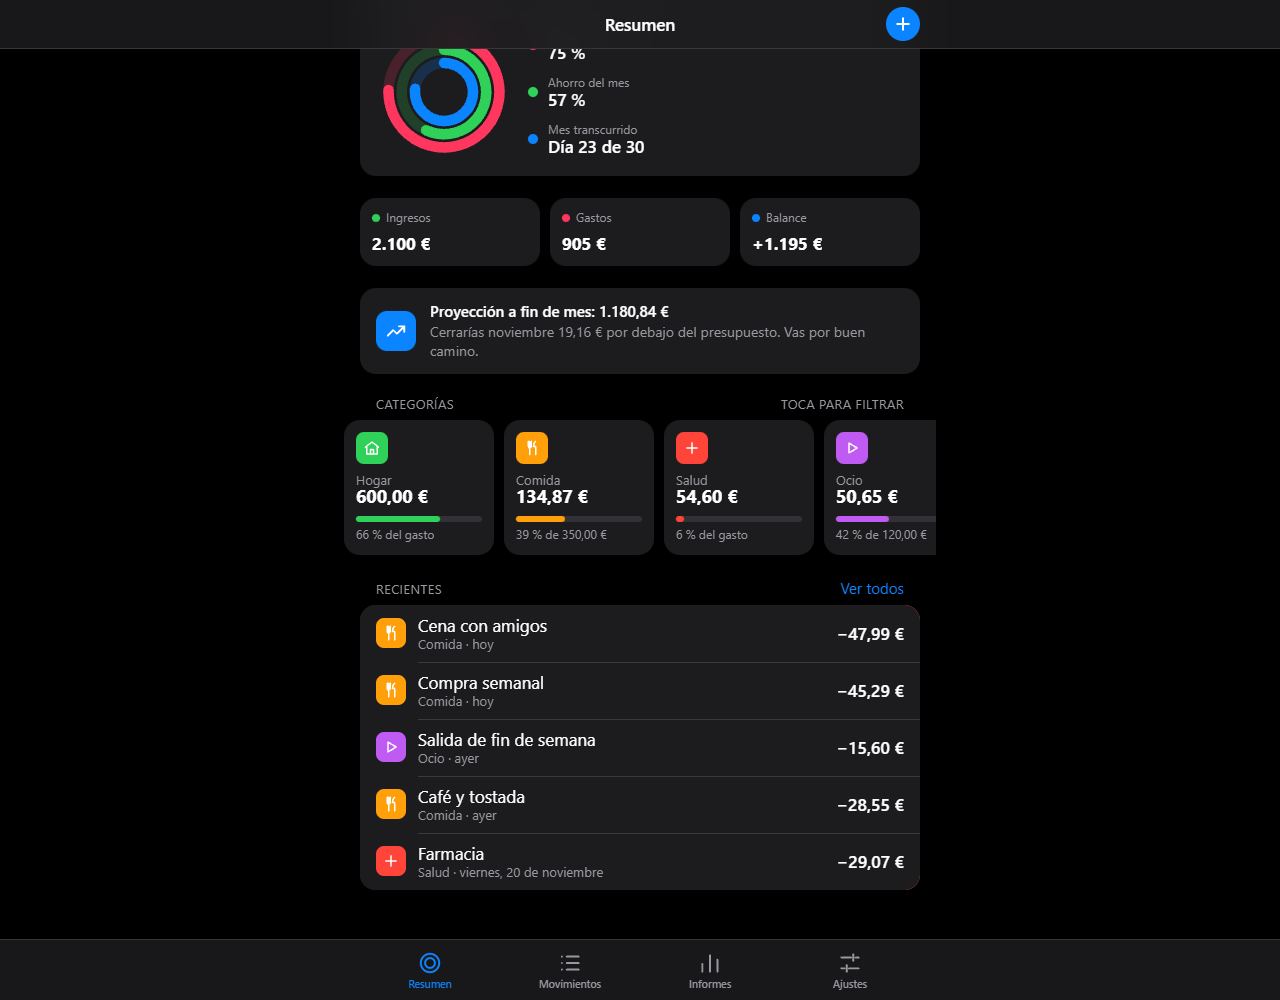 Resumen
75 %
Ahorro del mes
57 %
Mes transcurrido
Día 23 de 30
Ingresos
2.100 €
Gastos
905 €
Balance
+1.195 €
Proyección a fin de mes: 1.180,84 €
Cerrarías noviembre 19,16 € por debajo del presupuesto. Vas por buen
camino.
CATEGORÍAS
TOCA PARA FILTRAR
Hogar
600,00 €
66 % del gasto
Comida
134,87 €
39 % de 350,00 €
Salud
54,60 €
6 % del gasto
Ocio
50,65 €
42 % de 120,00 €
RECIENTES
Ver todos
Cena con amigos
Comida · hoy
−47,99 €
Compra semanal
Comida · hoy
−45,29 €
Salida de fin de semana
Ocio · ayer
−15,60 €
Café y tostada
Comida · ayer
−28,55 €
Farmacia
Salud · viernes, 20 de noviembre
−29,07 €
Resumen
Movimientos
Informes
Ajustes